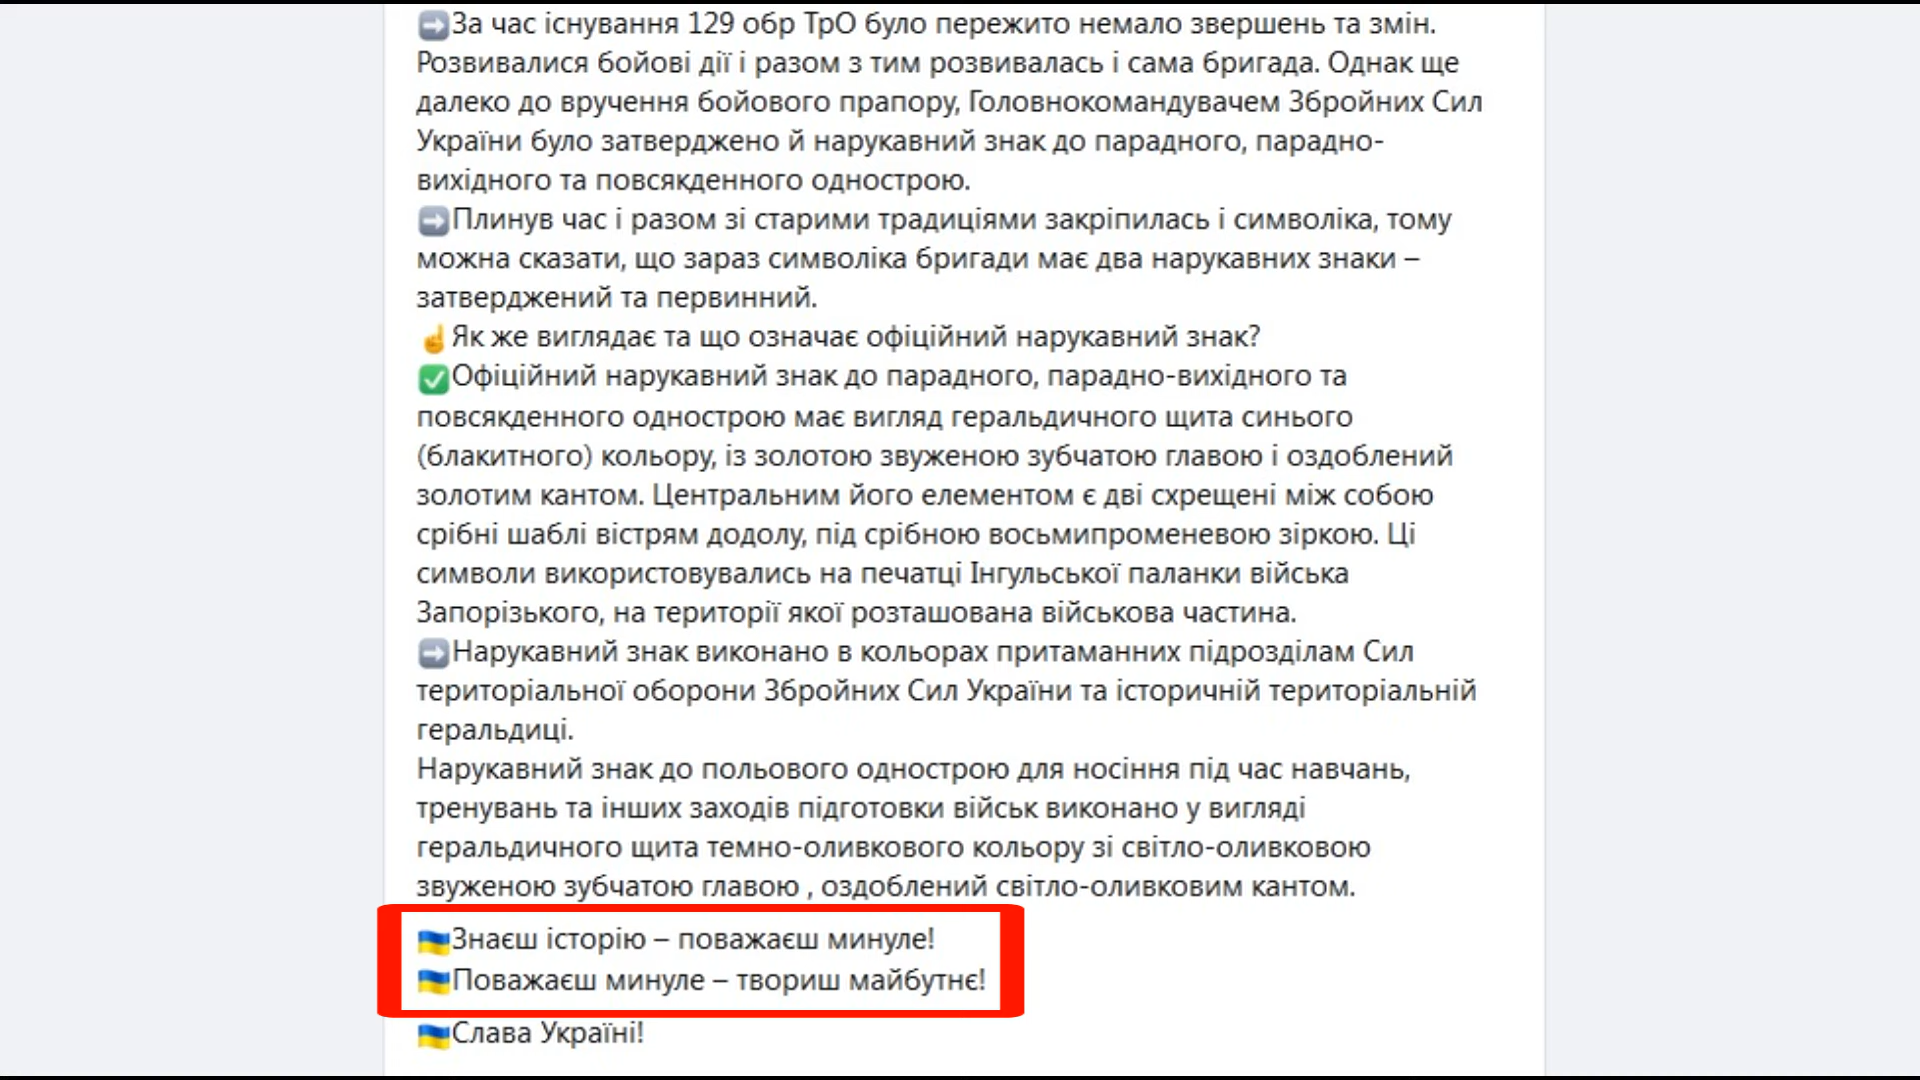 ➡️За час існування 129 обр ТрО було пережито немало звершень та змін.
Розвивалися бойові дії і разом з тим розвивалась і сама бригада. Однак ще
далеко до вручення бойового прапору, Головнокомандувачем Збройних Сил
України було затверджено й нарукавний знак до парадного, парадно-
вихідного та повсякденного однострою.
➡️Плинув час і разом зі старими традиціями закріпилась і символіка, тому
можна сказати, що зараз символіка бригади має два нарукавних знаки –
затверджений та первинний.
☝️Як же виглядає та що означає офіційний нарукавний знак?
✅Офіційний нарукавний знак до парадного, парадно-вихідного та
повсякденного однострою має вигляд геральдичного щита синього
(блакитного) кольору, із золотою звуженою зубчатою главою і оздоблений
золотим кантом. Центральним його елементом є дві схрещені між собою
срібні шаблі вістрям додолу, під срібною восьмипроменевою зіркою. Ці
символи використовувались на печатці Інгульської паланки війська
Запорізького, на території якої розташована військова частина.
➡️Нарукавний знак виконано в кольорах притаманних підрозділам Сил
територіальної оборони Збройних Сил України та історичній територіальній
геральдиці.
Нарукавний знак до польового однострою для носіння під час навчань,
тренувань та інших заходів підготовки військ виконано у вигляді
геральдичного щита темно-оливкового кольору зі світло-оливковою
звуженою зубчатою главою , оздоблений світло-оливковим кантом.
🇺🇦Знаєш історію – поважаєш минуле!
🇺🇦Поважаєш минуле – твориш майбутнє!
🇺🇦Слава Україні!